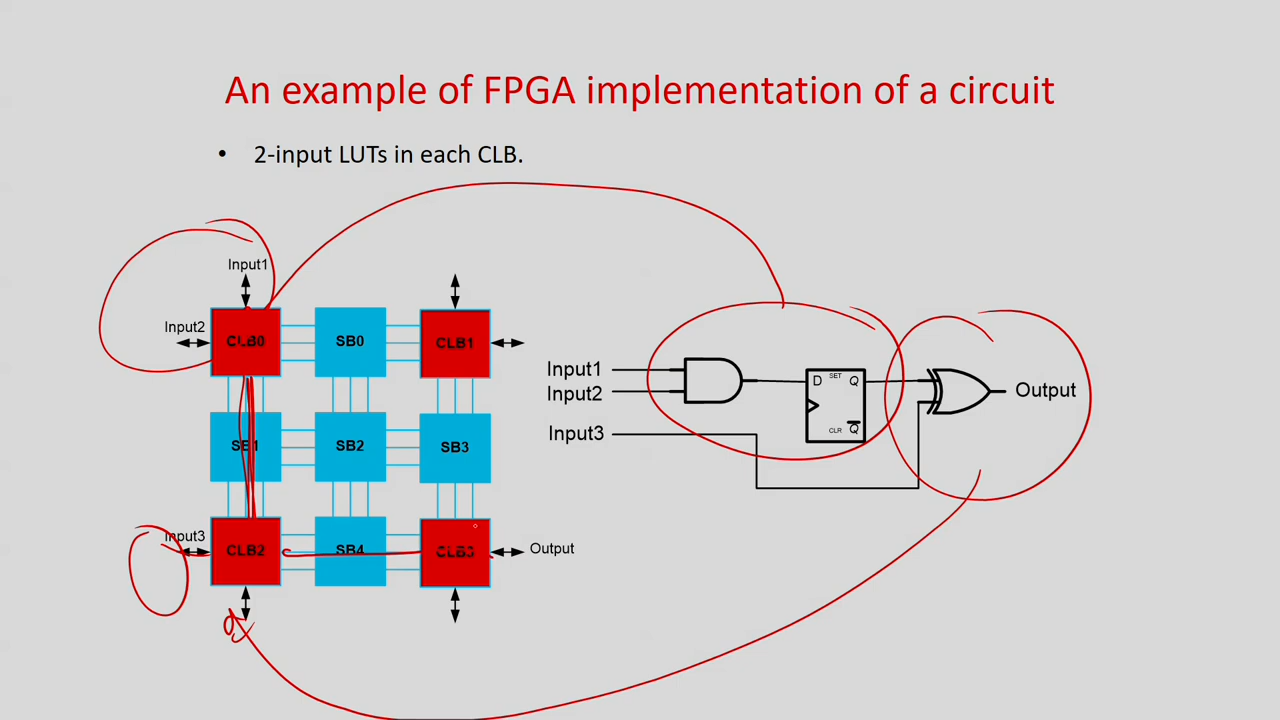 An example of FPGA implementation of a circuit
• 2-input LUTs in each CLB.
Input1
Input2
CLB0
SB0
CLB1
SB1
SB2
SB3
Input3
CLB2
SB4
CLB3
Output
Input1
Input2
Input3
D
SET
Q
CLR
Q̅
Output